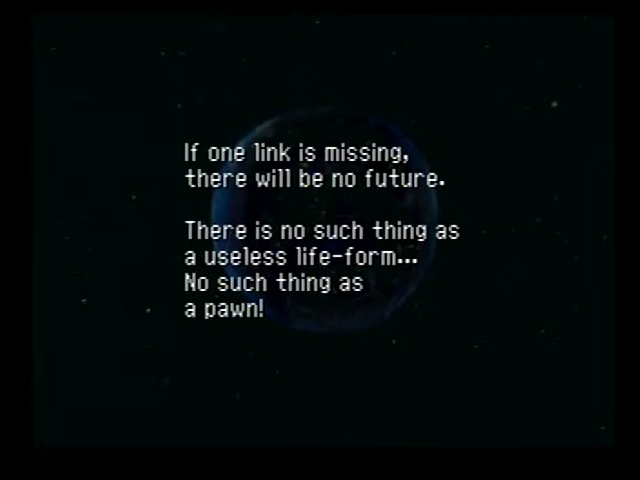 If one link is missing,
there will be no future.
There is no such thing as
a useless life-form...
No such thing as
a pawn!